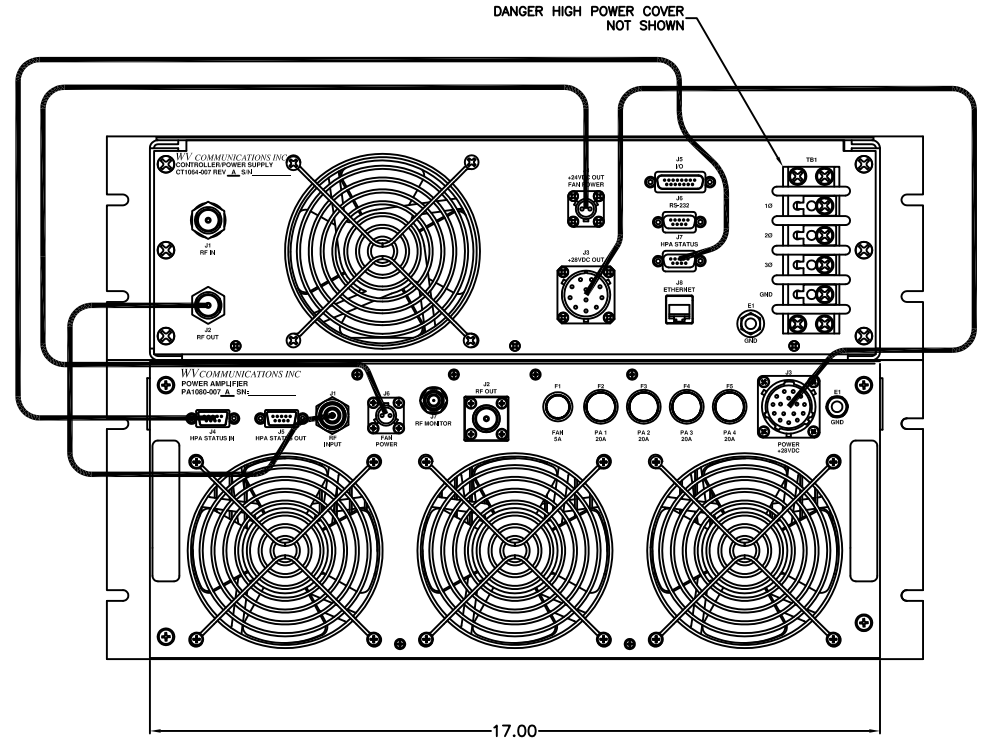 DANGER HIGH POWER COVER
NOT SHOWN
WV COMMUNICATIONS INC
CONTROLLER/POWER SUPPLY
CT1064-007 REV A S/N
J1
RF IN
J2
RF OUT
+24VDC OUT
FAN POWER
J3
+28VDC OUT
J5
I/O
J6
RS-232
J7
HPA STATUS
J8
ETHERNET
E1
GND
TB1
1Ø
2Ø
3Ø
GND
WV COMMUNICATIONS INC
POWER AMPLIFIER
PA1080-007 A SN:
J4
HPA STATUS IN
J5
HPA STATUS OUT
J1
RF
INPUT
J6
FAN
POWER
J7
RF MONITOR
J2
RF OUT
F1
FAN
5A
F2
PA 1
20A
F3
PA 2
20A
F4
PA 3
20A
F5
PA 4
20A
J3
POWER
+28VDC
E1
GND
17.00